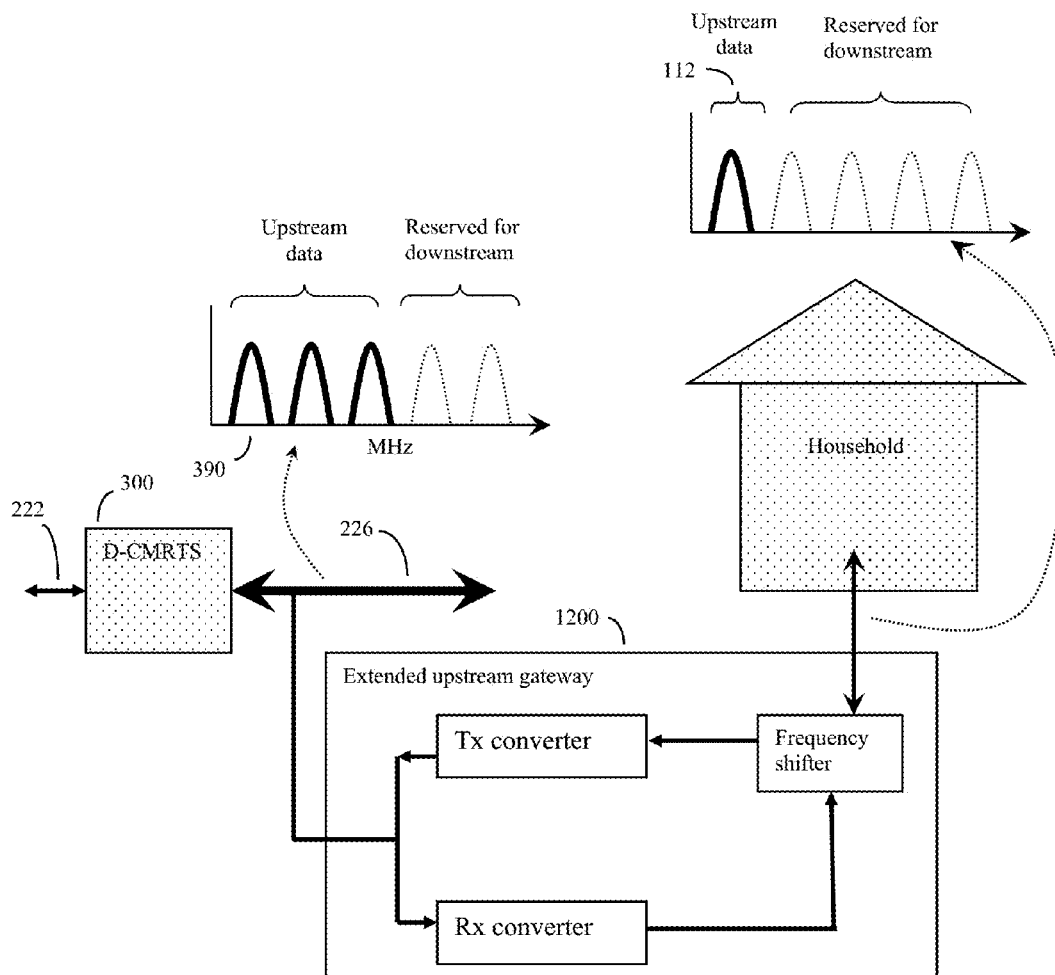 Upstream
data
112
Reserved for
downstream
Upstream
data
Reserved for
downstream
MHz
390
300
222
D-CMRTS
226
Household
1200
Extended upstream gateway
Tx converter
Frequency
shifter
Rx converter